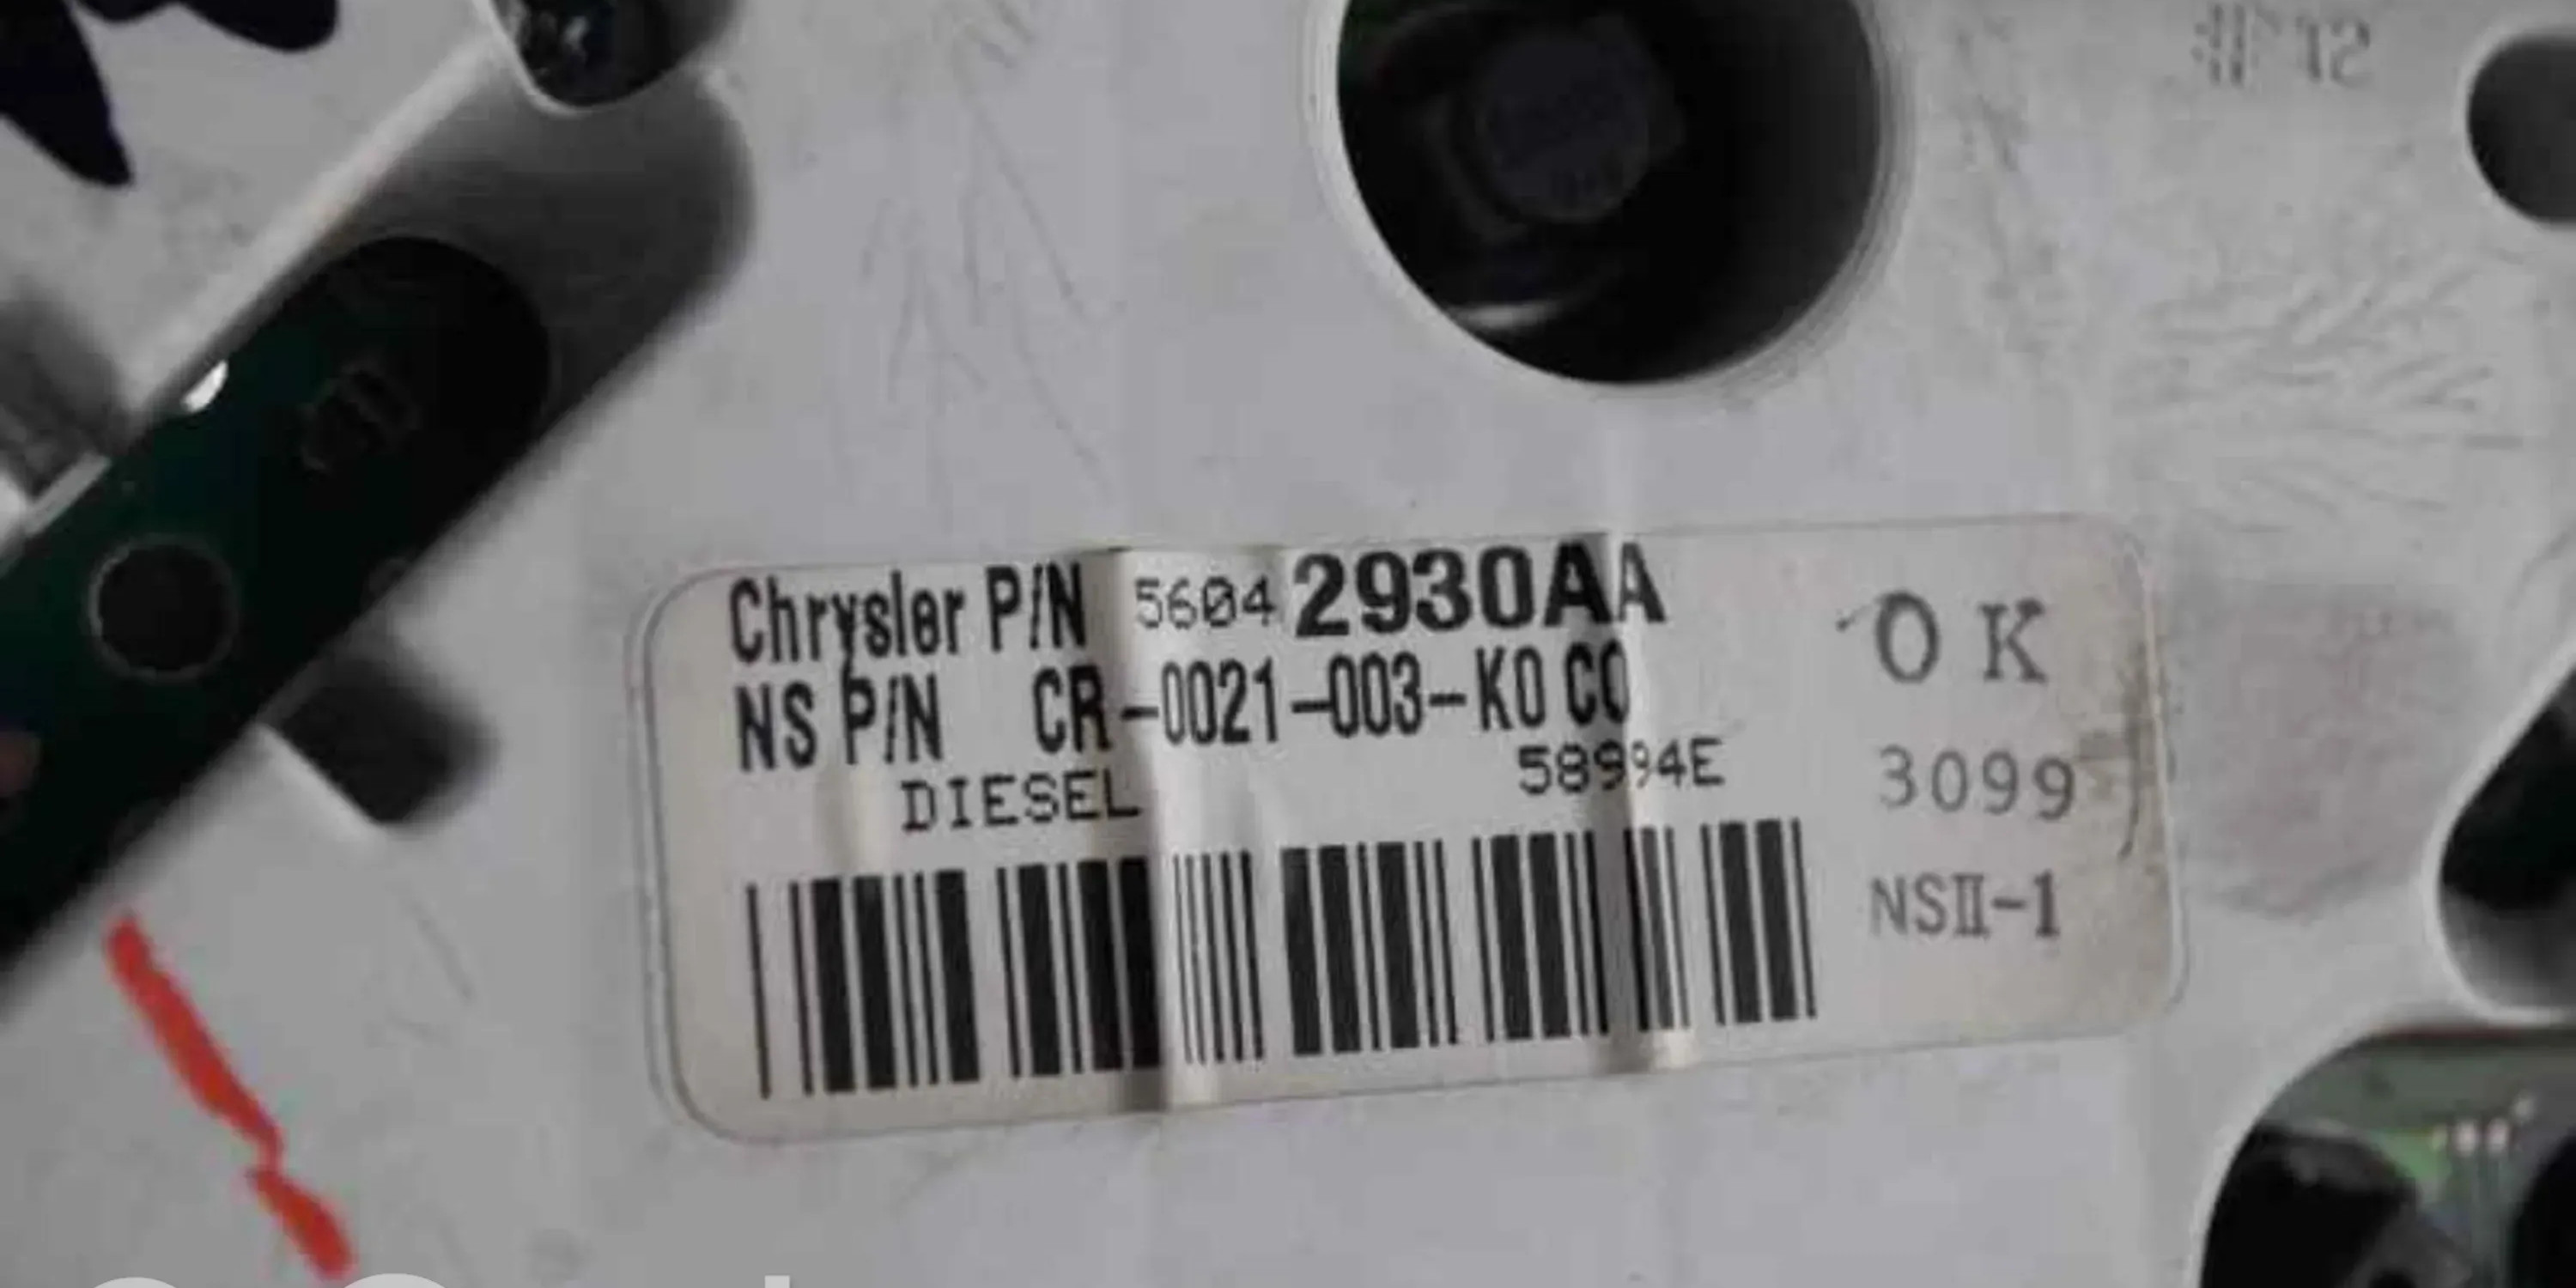 Chrysler P/N 56042930AA
NS P/N CR-0021-003-K0 CO
DIESEL 58994E
OK
3099
NSII-1